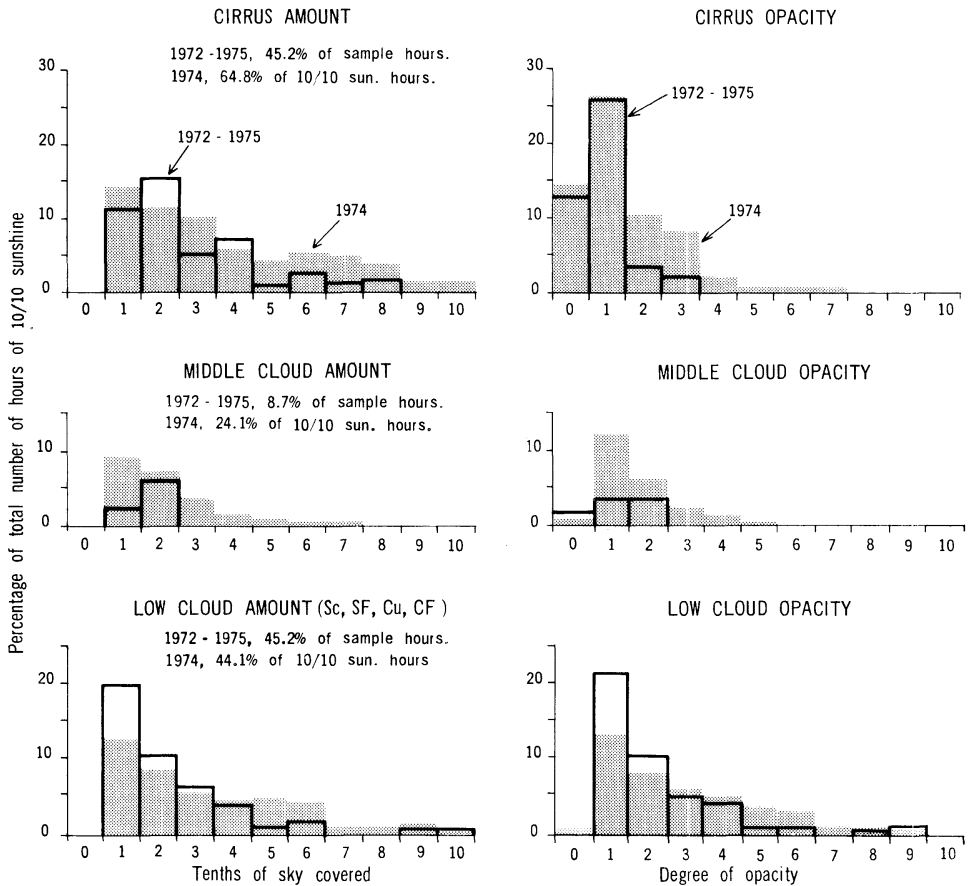 CIRRUS AMOUNT
1972 - 1975, 45.2% of sample hours.
1974, 64.8% of 10/10 sun. hours.
30
20
10
0
1972 - 1975
1974
0 1 2 3 4 5 6 7 8 9 10
CIRRUS OPACITY
30
20
10
0
1972 - 1975
1974
0 1 2 3 4 5 6 7 8 9 10
Percentage of total number of hours of 10/10 sunshine
MIDDLE CLOUD AMOUNT
1972 - 1975, 8.7% of sample hours.
1974, 24.1% of 10/10 sun. hours.
10
0
0 1 2 3 4 5 6 7 8 9 10
MIDDLE CLOUD OPACITY
10
0
0 1 2 3 4 5 6 7 8 9 10
LOW CLOUD AMOUNT (Sc, SF, Cu, CF )
1972 - 1975, 45.2% of sample hours.
1974, 44.1% of 10/10 sun. hours
20
10
0
0 1 2 3 4 5 6 7 8 9 10
Tenths of sky covered
LOW CLOUD OPACITY
20
10
0
0 1 2 3 4 5 6 7 8 9 10
Degree of opacity